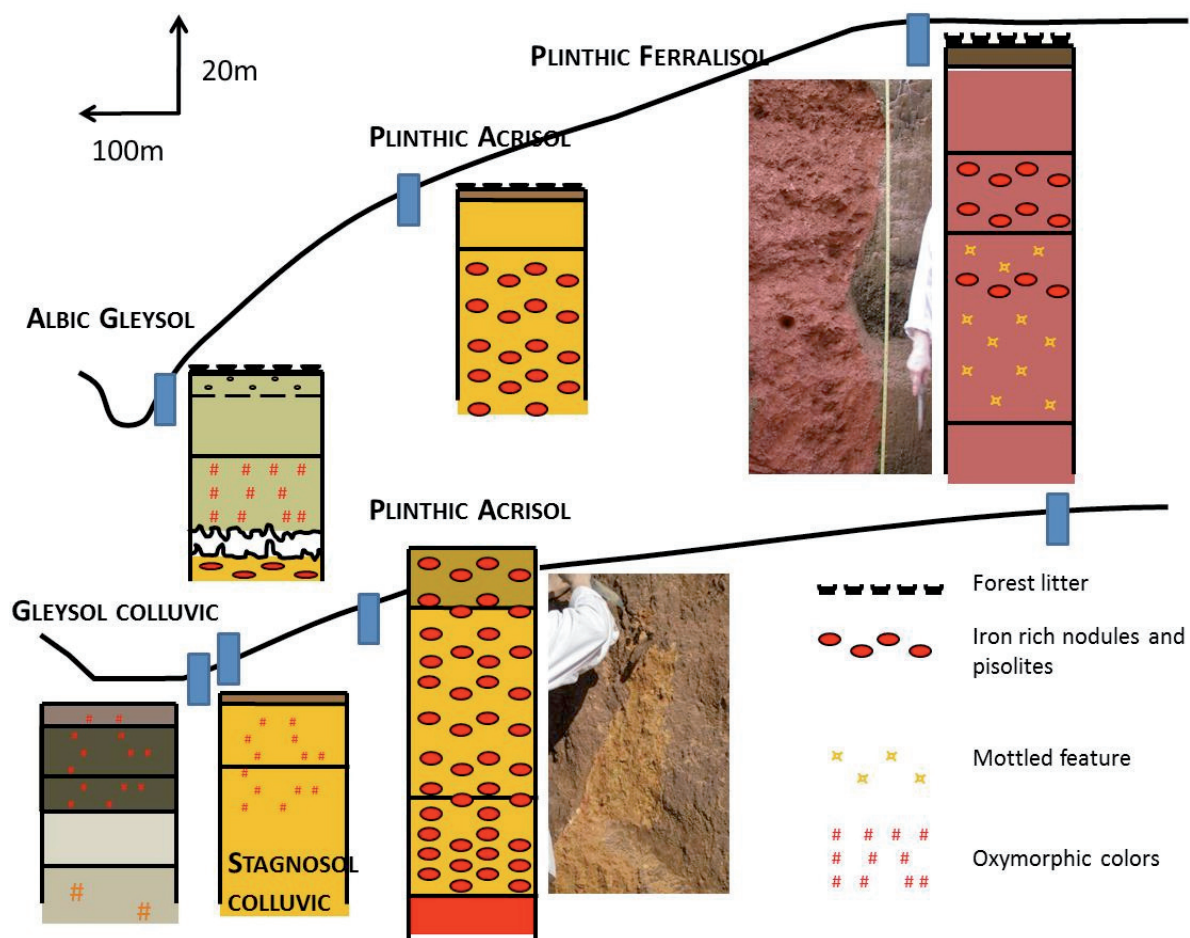 20m
100m
PLINTHIC FERRALISOL
PLINTHIC ACRISOL
ALBIC GLEYSOL
PLINTHIC ACRISOL
GLEYSOL COLLUVIC
STAGNOSOL
COLLUVIC
Forest litter
Iron rich nodules and
pisolites
Mottled feature
Oxymorphic colors